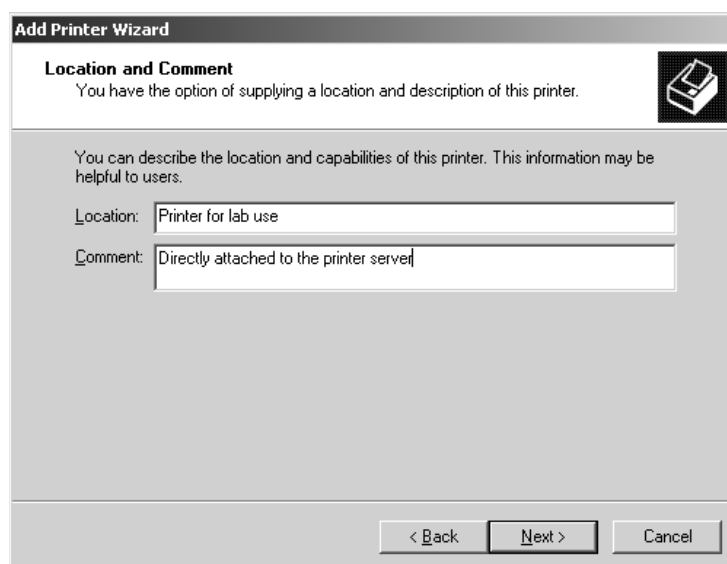 Add Printer Wizard
Location and Comment
You have the option of supplying a location and description of this printer.
You can describe the location and capabilities of this printer. This information may be
helpful to users.
Location: Printer for lab use
Comment: Directly attached to the printer server
< Back Next > Cancel